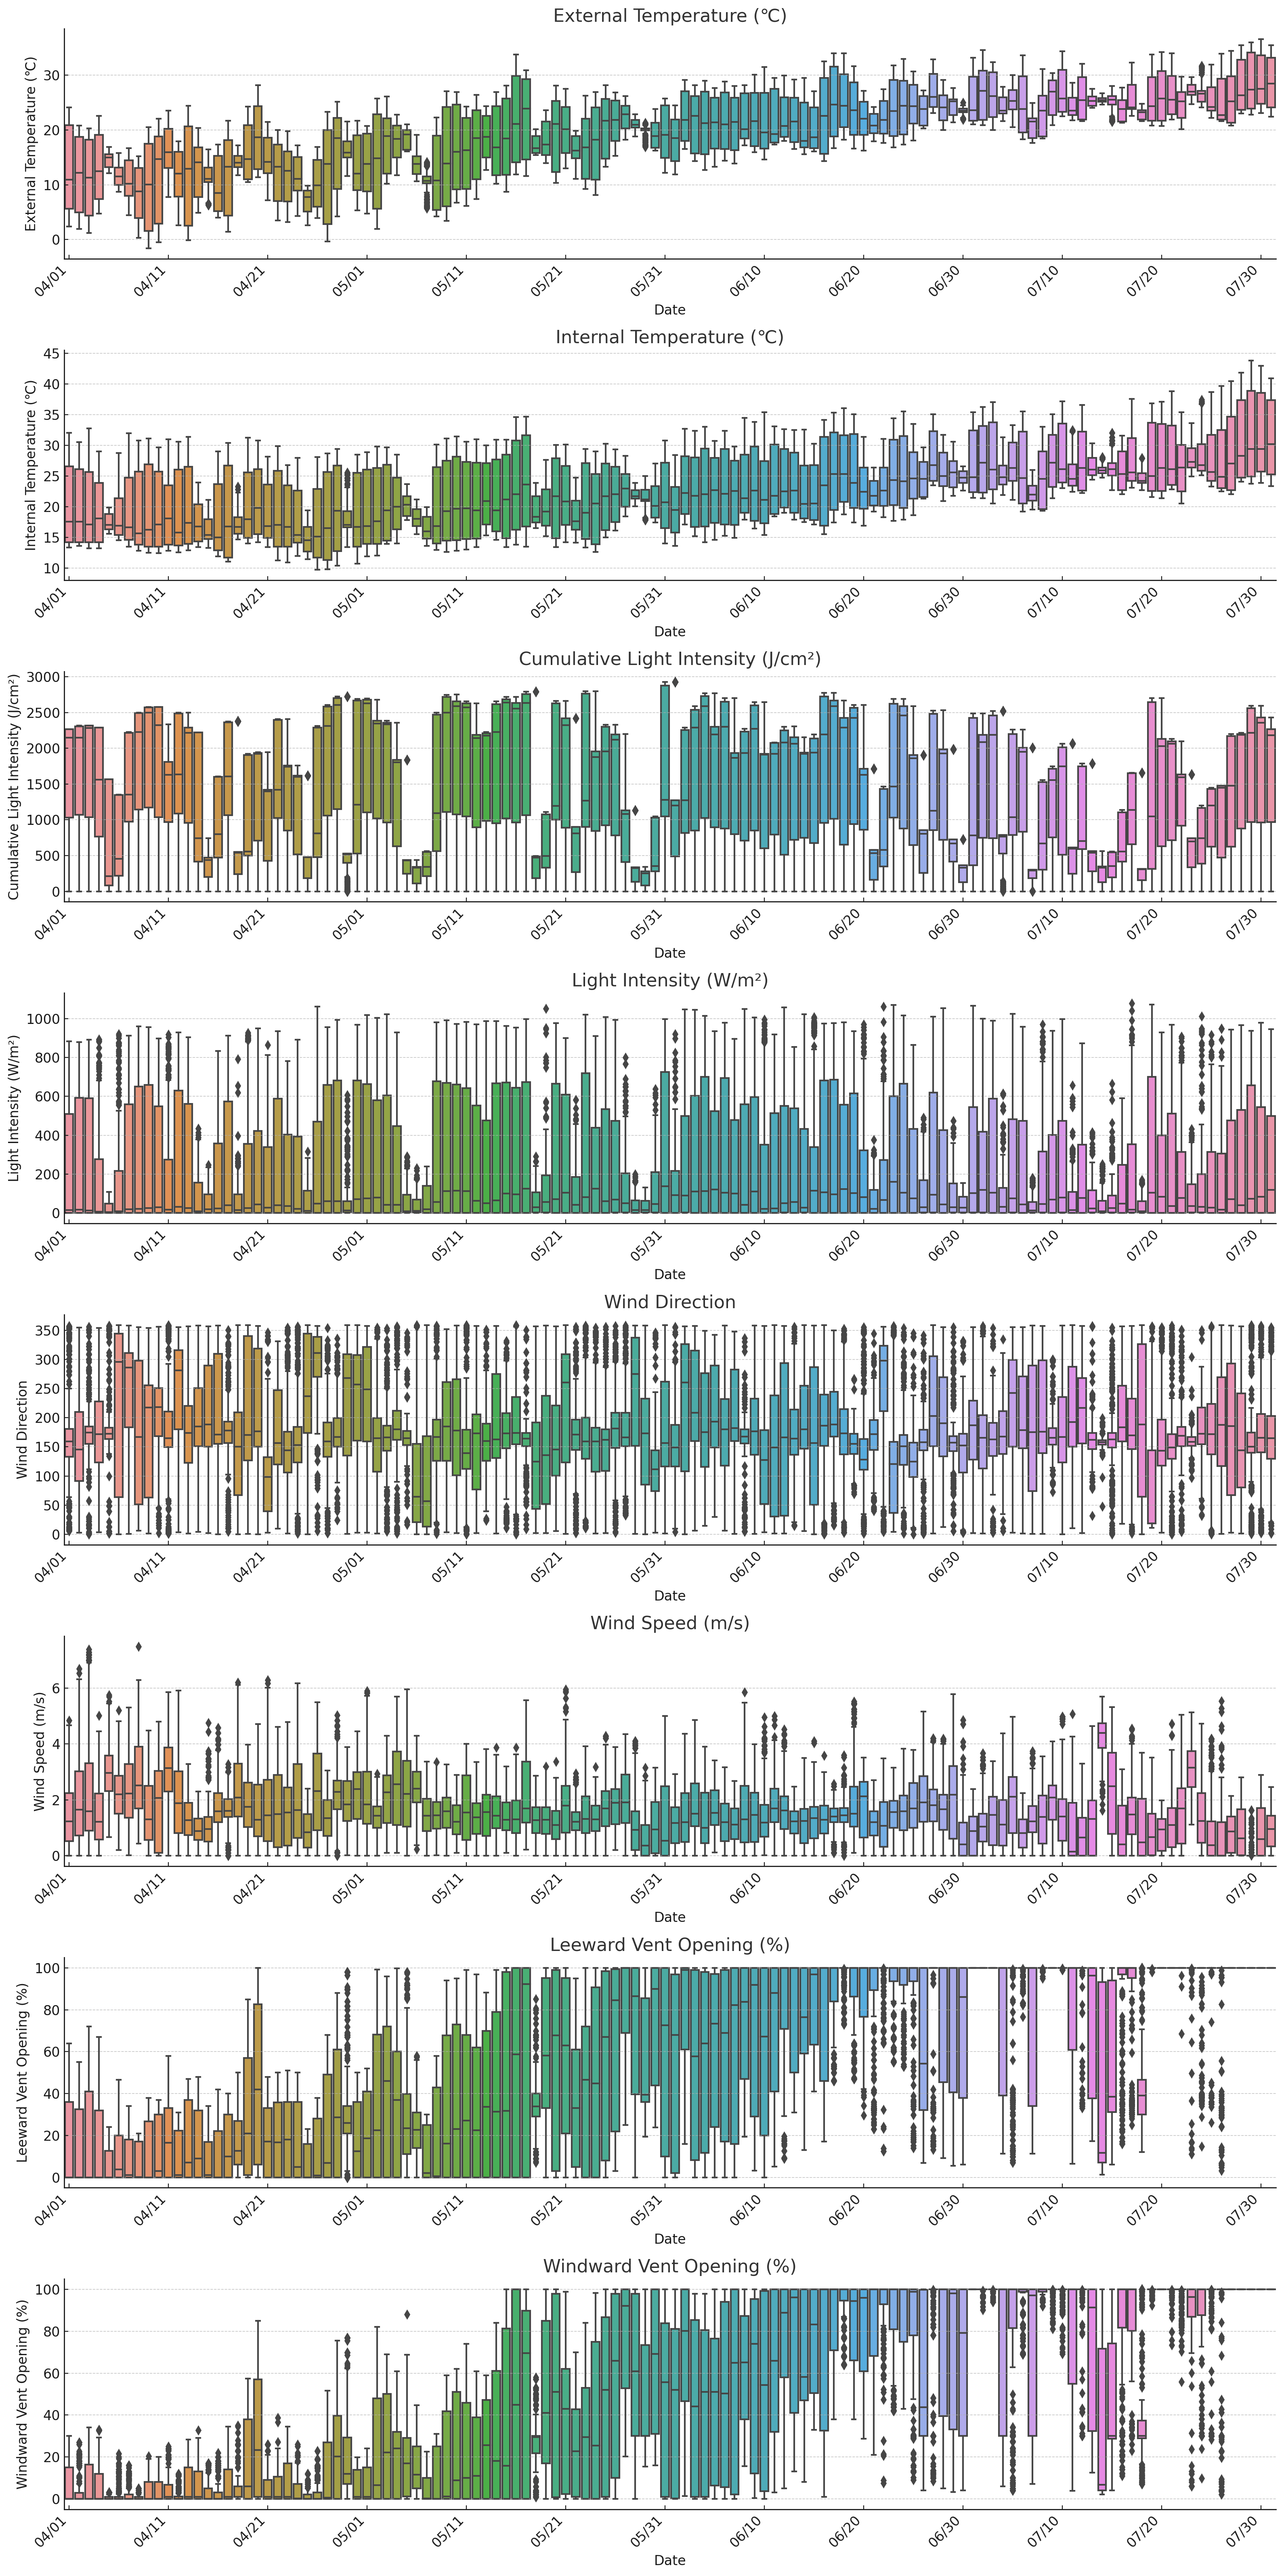 External Temperature (℃)
External Temperature (℃)
30
20
10
0
04/01 04/11 04/21 05/01 05/11 05/21 05/31 06/10 06/20 06/30 07/10 07/20 07/30
Date
Internal Temperature (℃)
Internal Temperature (℃)
45
40
35
30
25
20
15
10
04/01 04/11 04/21 05/01 05/11 05/21 05/31 06/10 06/20 06/30 07/10 07/20 07/30
Date
Cumulative Light Intensity (J/cm²)
Cumulative Light Intensity (J/cm²)
3000
2500
2000
1500
1000
500
0
04/01 04/11 04/21 05/01 05/11 05/21 05/31 06/10 06/20 06/30 07/10 07/20 07/30
Date
Light Intensity (W/m²)
Light Intensity (W/m²)
1000
800
600
400
200
0
04/01 04/11 04/21 05/01 05/11 05/21 05/31 06/10 06/20 06/30 07/10 07/20 07/30
Date
Wind Direction
Wind Direction
350
300
250
200
150
100
50
0
04/01 04/11 04/21 05/01 05/11 05/21 05/31 06/10 06/20 06/30 07/10 07/20 07/30
Date
Wind Speed (m/s)
Wind Speed (m/s)
6
4
2
0
04/01 04/11 04/21 05/01 05/11 05/21 05/31 06/10 06/20 06/30 07/10 07/20 07/30
Date
Leeward Vent Opening (%)
Leeward Vent Opening (%)
100
80
60
40
20
0
04/01 04/11 04/21 05/01 05/11 05/21 05/31 06/10 06/20 06/30 07/10 07/20 07/30
Date
Windward Vent Opening (%)
Windward Vent Opening (%)
100
80
60
40
20
0
04/01 04/11 04/21 05/01 05/11 05/21 05/31 06/10 06/20 06/30 07/10 07/20 07/30
Date